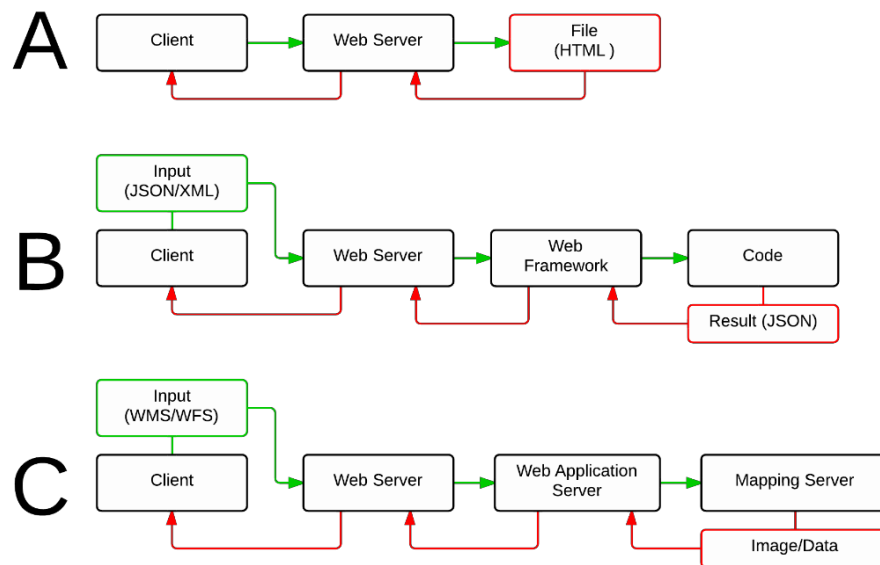 A
Client
Web Server
File
(HTML )
B
Input
(JSON/XML)
Client
Web Server
Web
Framework
Code
Result (JSON)
C
Input
(WMS/WFS)
Client
Web Server
Web Application
Server
Mapping Server
Image/Data